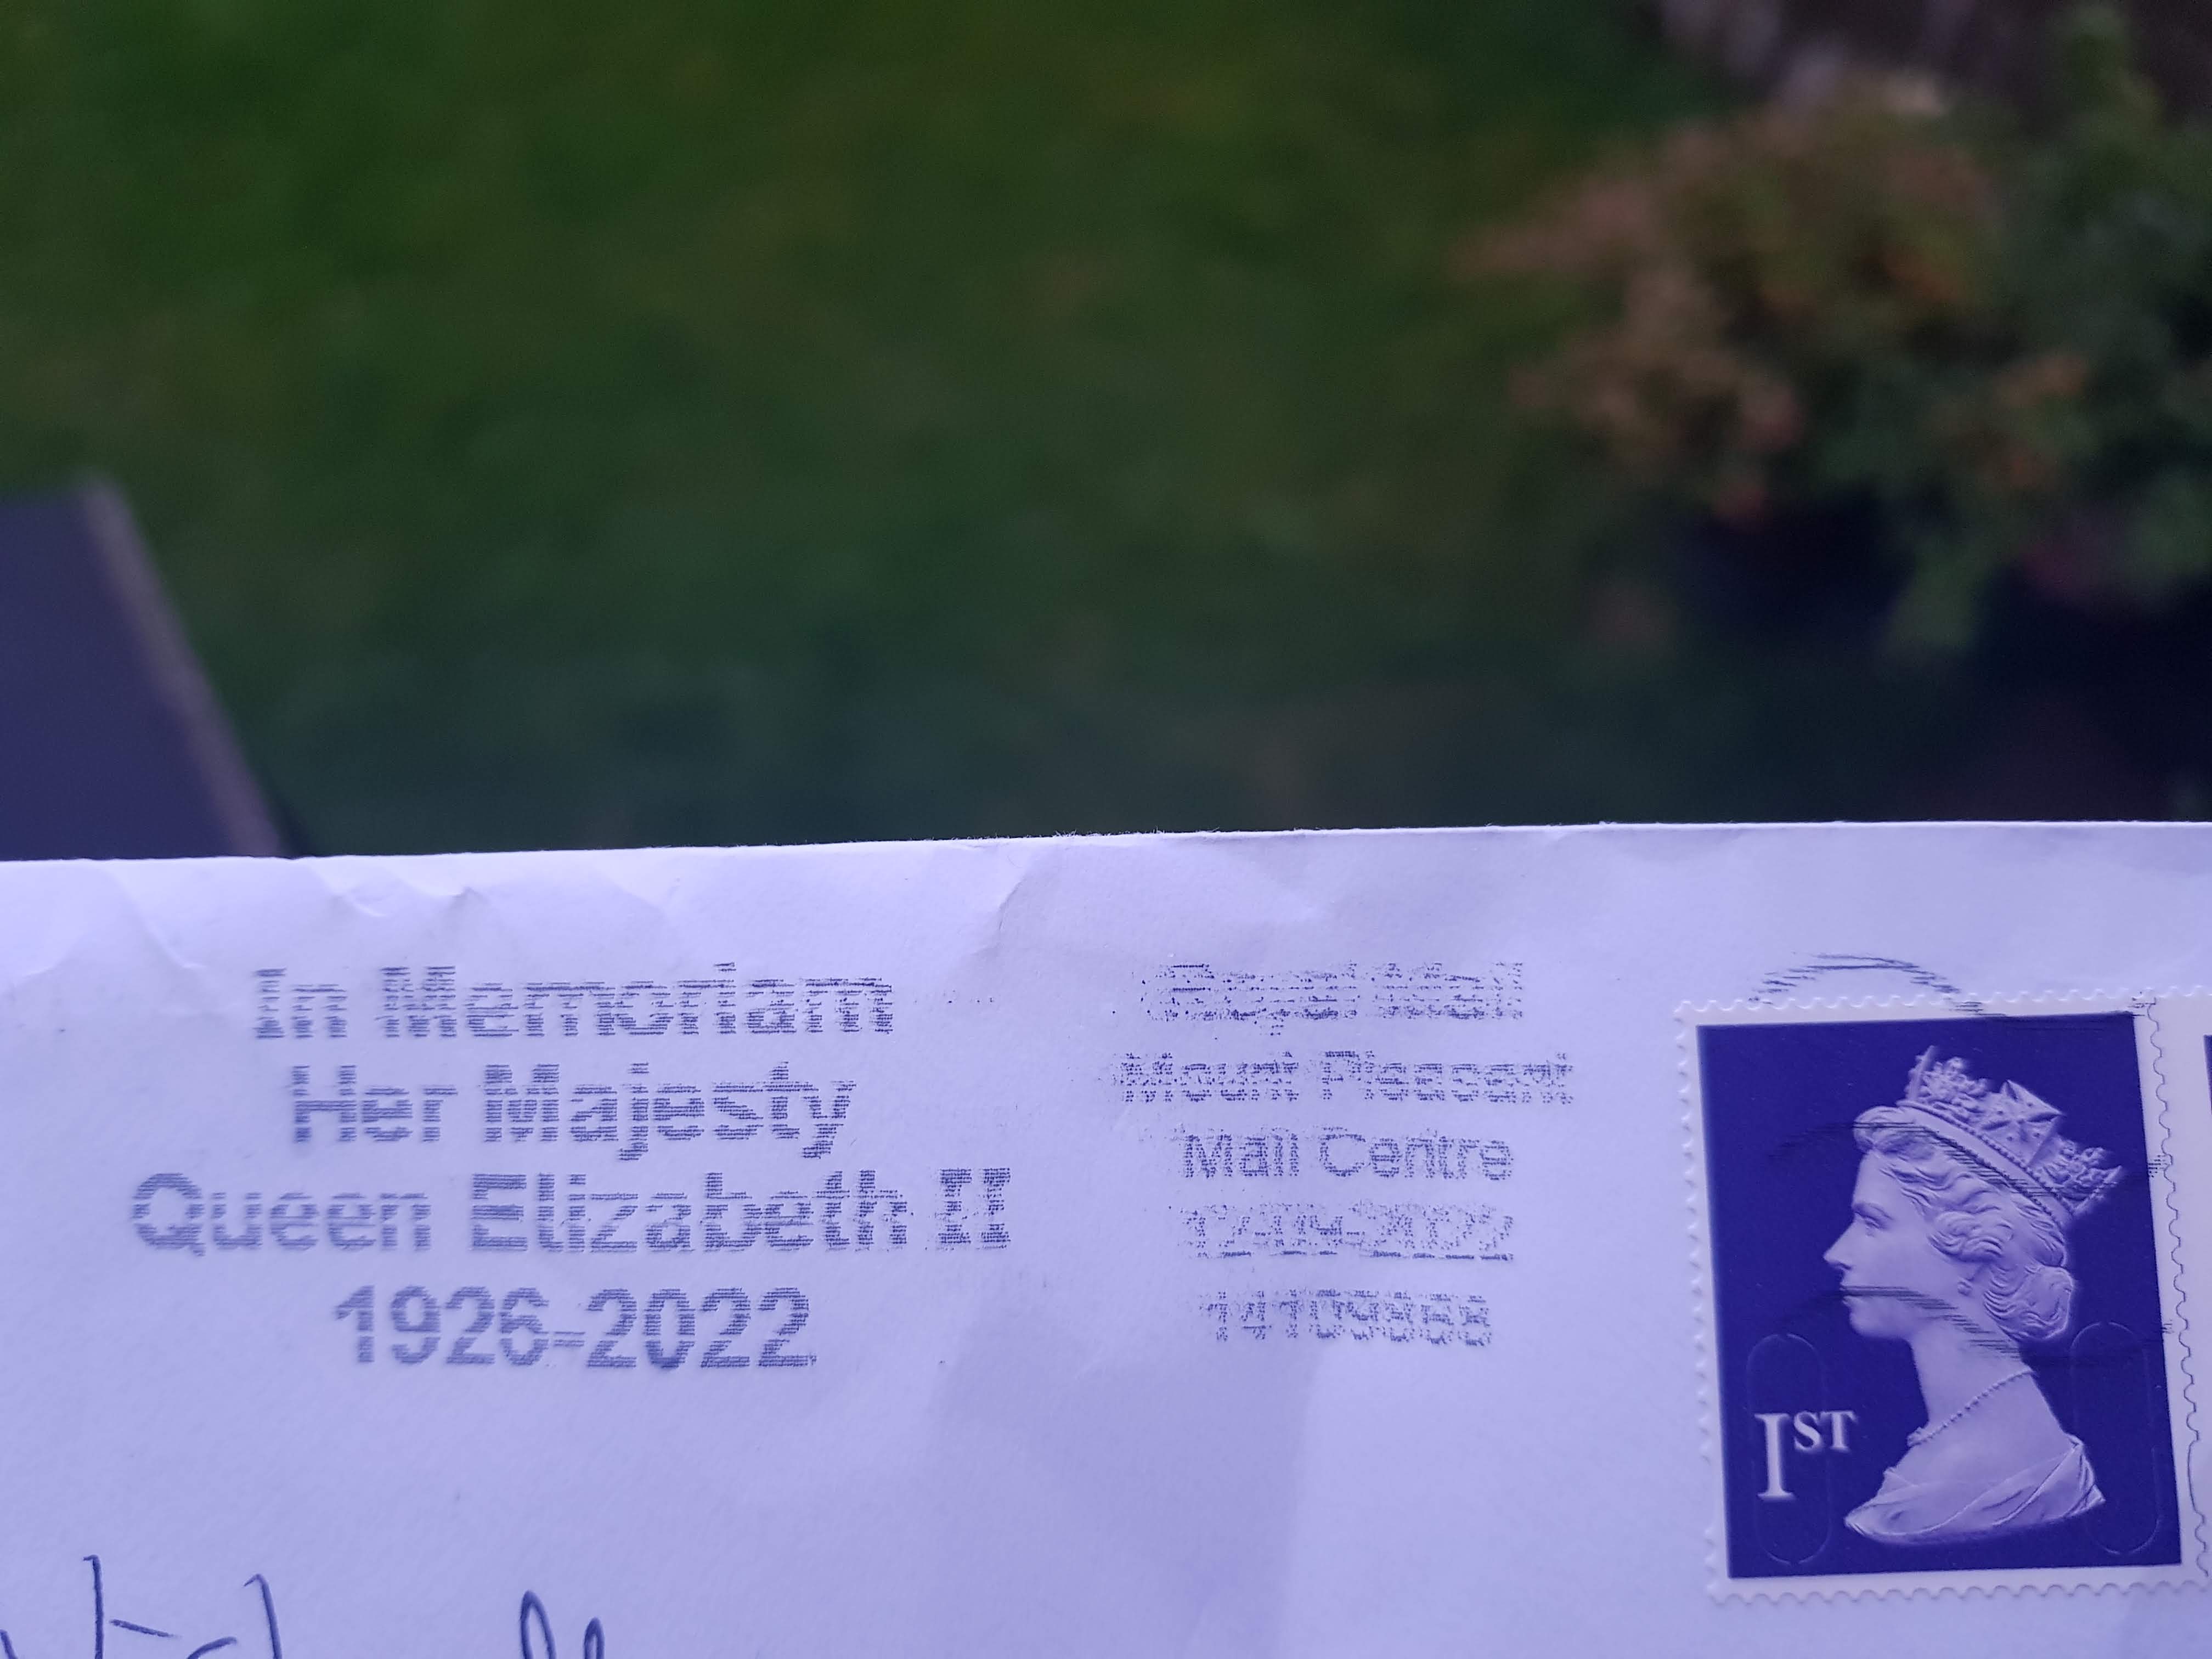 In Memoriam
Her Majesty
Queen Elizabeth II
1926-2022
Royal Mail
Mount Pleasant
Mail Centre
1ST